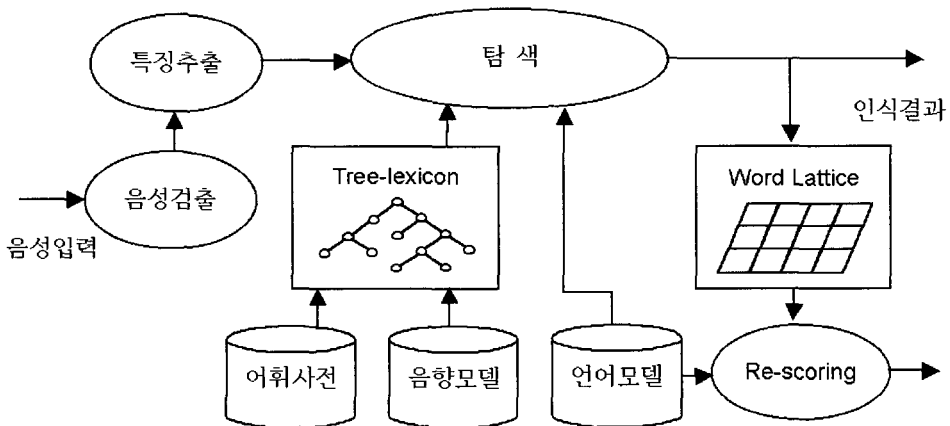 특징추출
탐 색
인식결과
음성검출
음성입력
Tree-lexicon
Word Lattice
어휘사전
음향모델
언어모델
Re-scoring